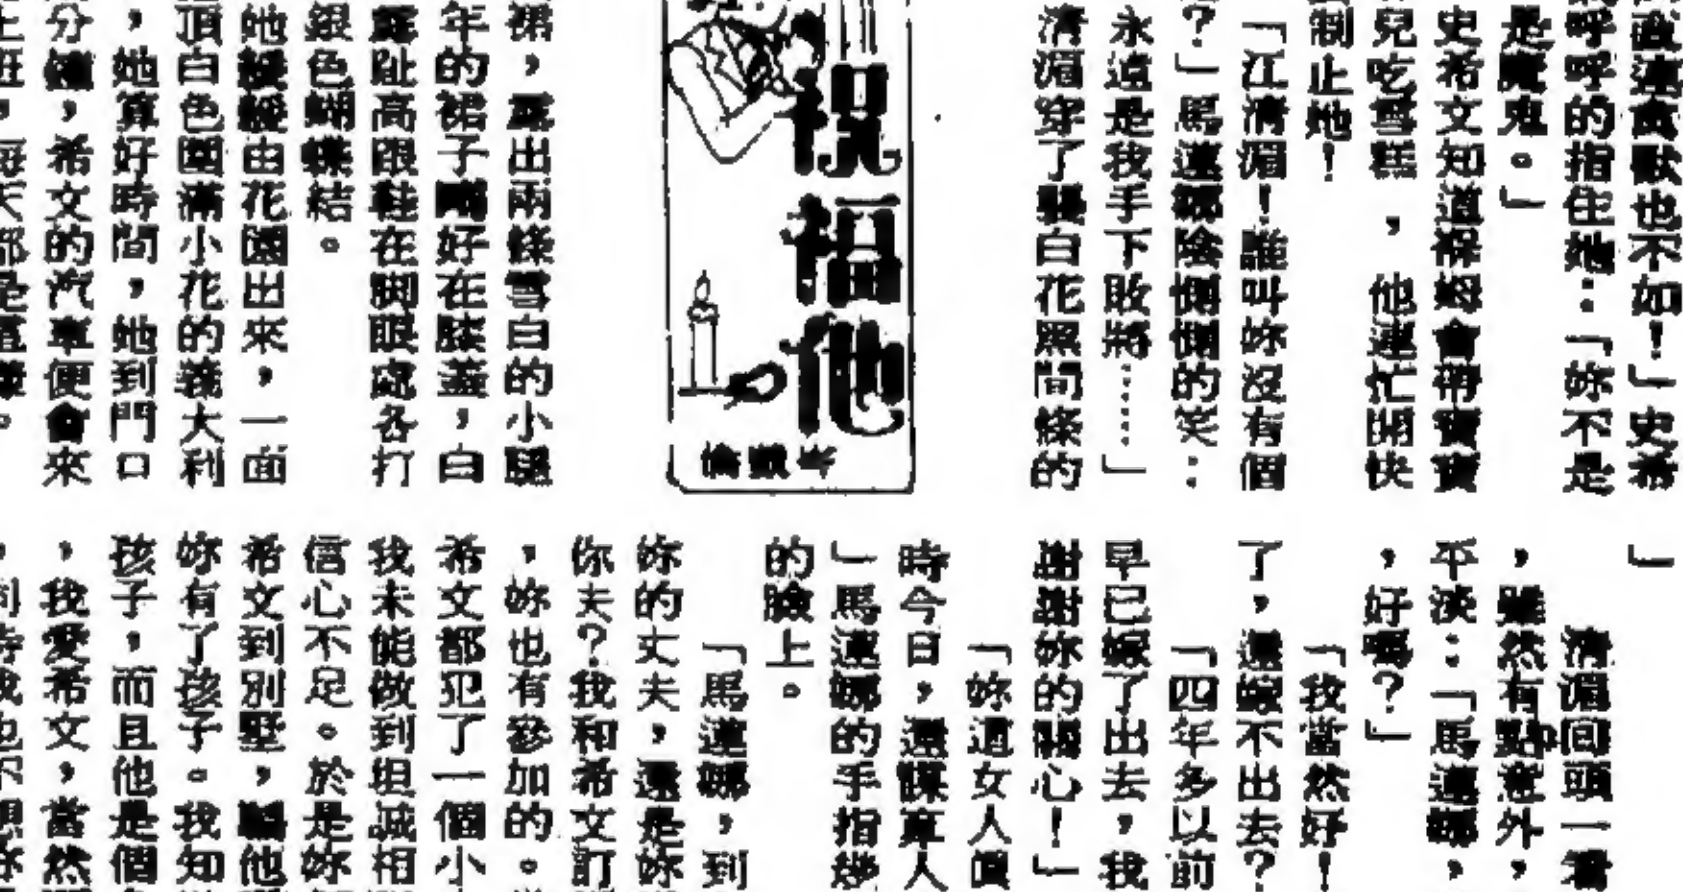 直連禽獸也不如！」史希
呼呼的指住她：「妳不是
是魔鬼。」
史希文知道褓姆會帶寶寶
兒吃雪糕，他連忙開快
制止她！
「江清湄！誰叫妳沒有個
？」馬蓮娜陰惻惻的笑：
永遠是我手下敗將……」
清湄穿了襲白花黑間條的
祝福他
岑凱倫
裙，露出兩條雪白的小腿
年的裙子剛好在膝蓋，白
露趾高跟鞋在脚眼處各打
銀色蝴蝶結。
她緩緩由花園出來，一面
頂白色圍滿小花的義大利
，她算好時間，她到門口
分鐘，希文的汽車便會來
上班，每天都是這樣。
」
清湄回頭一看
，雖然有點意外，
平淡：「馬蓮娜，
，好嗎？」
「我當然好！
了，還嫁不出去？
「四年多以前
早已嫁了出去，我
謝謝妳的關心！」
「妳這女人眞
時今日，還謀軍人
」馬蓮娜的手指幾
的臉上。
「馬蓮娜，到
妳的丈夫，還是妳
你夫？我和希文訂
，妳也有參加的。
希文都犯了一個小
我未能做到坦誠相
信心不足。於是妳
希文到別墅，騙他
妳有了孩子。我知
孩子，而且他是個
，我愛希文，當然